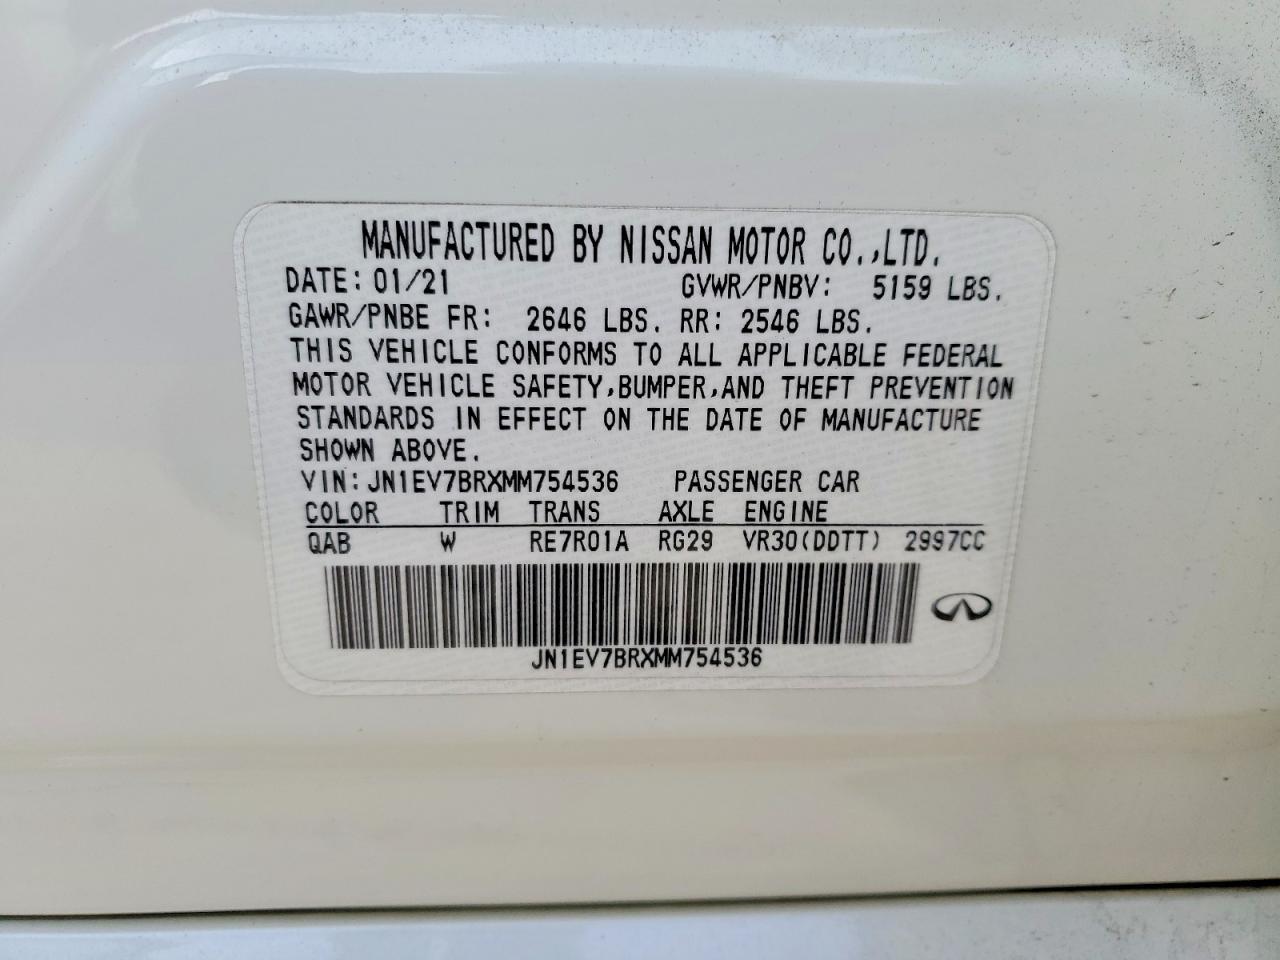 MANUFACTURED BY NISSAN MOTOR CO.,LTD.
DATE: 01/21 GVWR/PNBV: 5159 LBS.
GAWR/PNBE FR: 2646 LBS. RR: 2546 LBS.
THIS VEHICLE CONFORMS TO ALL APPLICABLE FEDERAL
MOTOR VEHICLE SAFETY,BUMPER,AND THEFT PREVENTION
STANDARDS IN EFFECT ON THE DATE OF MANUFACTURE
SHOWN ABOVE.
VIN: JN1EV7BRXMM754536 PASSENGER CAR
COLOR TRIM TRANS AXLE ENGINE
QAB W RE7R01A RG29 VR30(DDTT) 2997CC
JN1EV7BRXMM754536